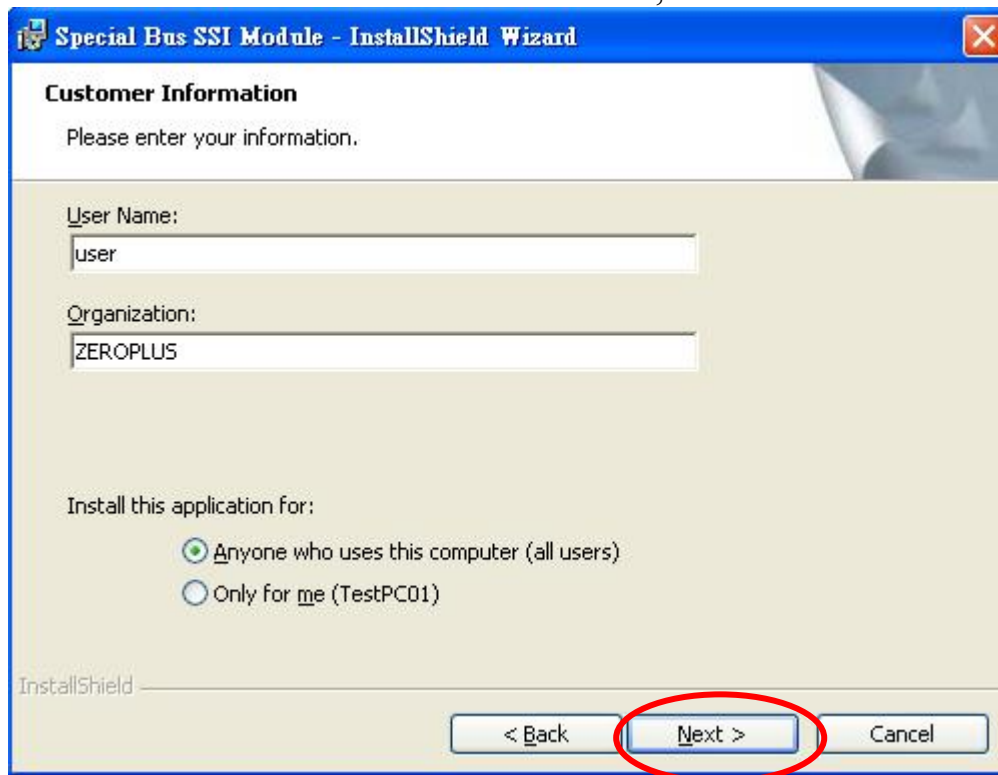 Special Bus SSI Module - InstallShield Wizard
Customer Information
Please enter your information.
User Name:
user
Organization:
ZEROPLUS
Install this application for:
Anyone who uses this computer (all users)
Only for me (TestPC01)
InstallShield
< Back Next > Cancel